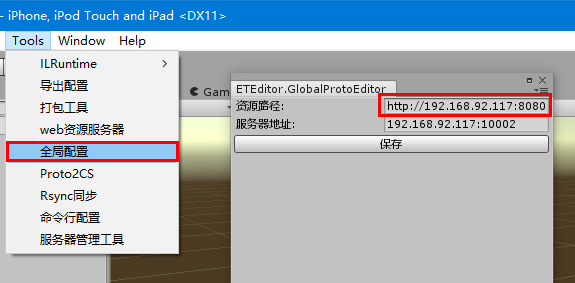 - iPhone, iPod Touch and iPad <DX11>
Tools Window Help
ILRuntime
导出配置
打包工具
web资源服务器
全局配置
Proto2CS
Rsync同步
命令行配置
服务器管理工具
Gam
ETEditor.GlobalProtoEditor
资源路径: http://192.168.92.117:8080
服务器地址: 192.168.92.117:10002
保存